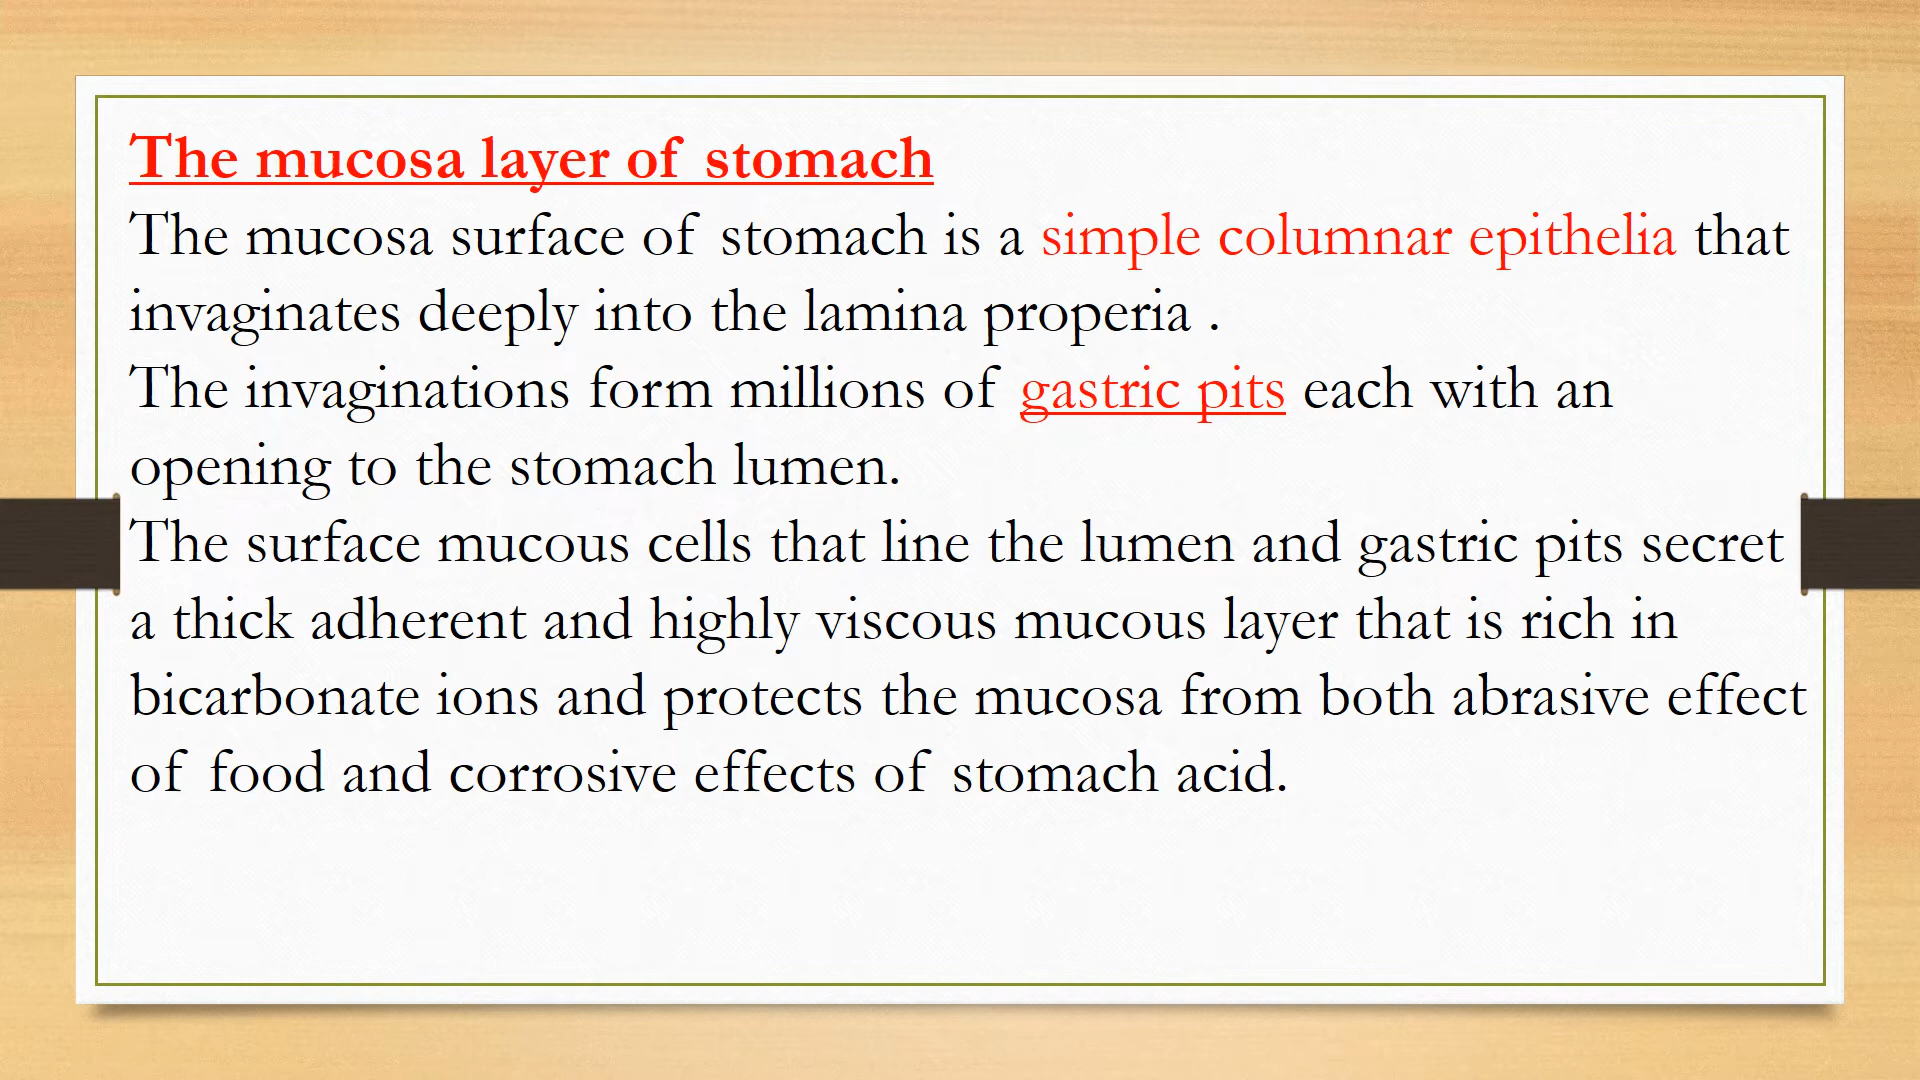 The mucosa layer of stomach
The mucosa surface of stomach is a simple columnar epithelia that
invaginates deeply into the lamina properia .
The invaginations form millions of gastric pits each with an
opening to the stomach lumen.
The surface mucous cells that line the lumen and gastric pits secret
a thick adherent and highly viscous mucous layer that is rich in
bicarbonate ions and protects the mucosa from both abrasive effect
of food and corrosive effects of stomach acid.